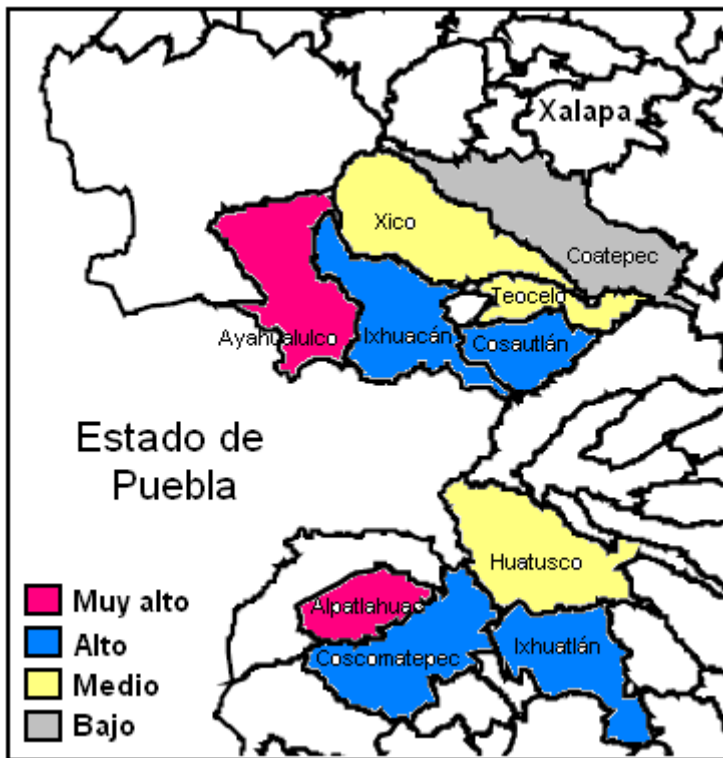 Xalapa
Xico
Coatepec
Teocelo
Ayahualulco
Ixhuacán
Cosautlán
Estado de
Puebla
Huatusco
Alpatlahuac
Ixhuatlán
Coscomatepec
Muy alto
Alto
Medio
Bajo